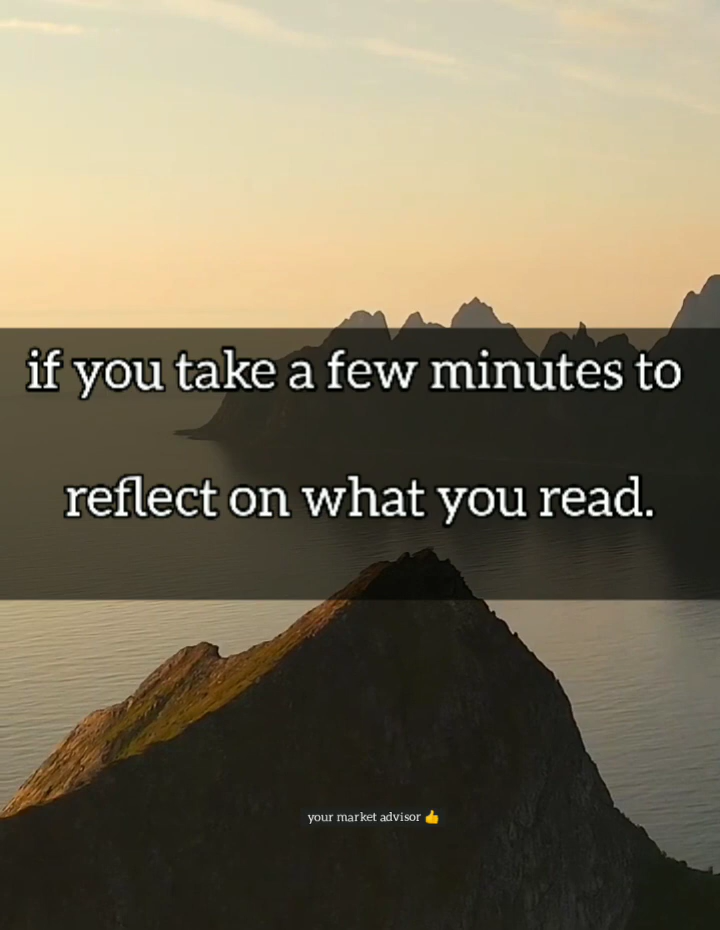 if you take a few minutes to
reflect on what you read.
your market advisor 👍